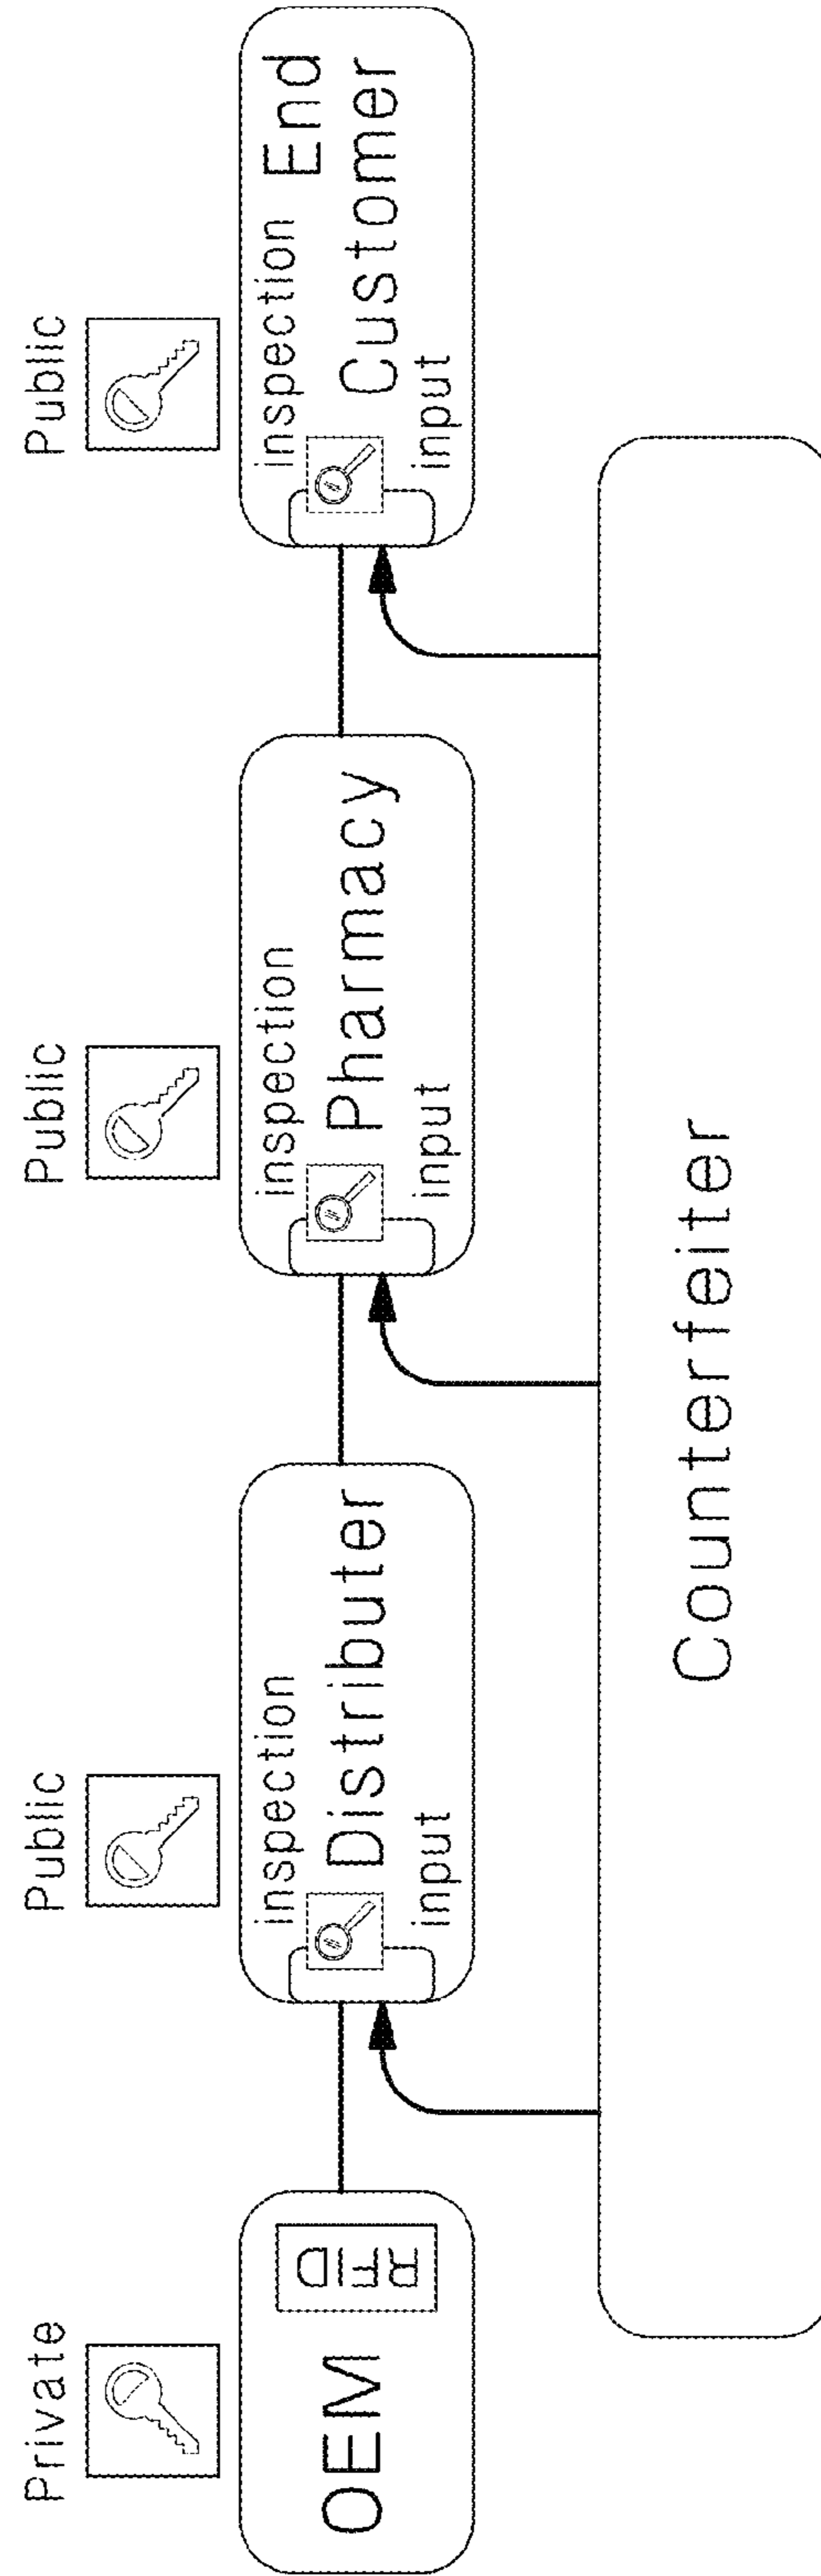 Private
OEM
RFID
Public
inspection
Distributer
input
Public
inspection
Pharmacy
input
Public
inspection
End
Customer
input
Counterfeiter